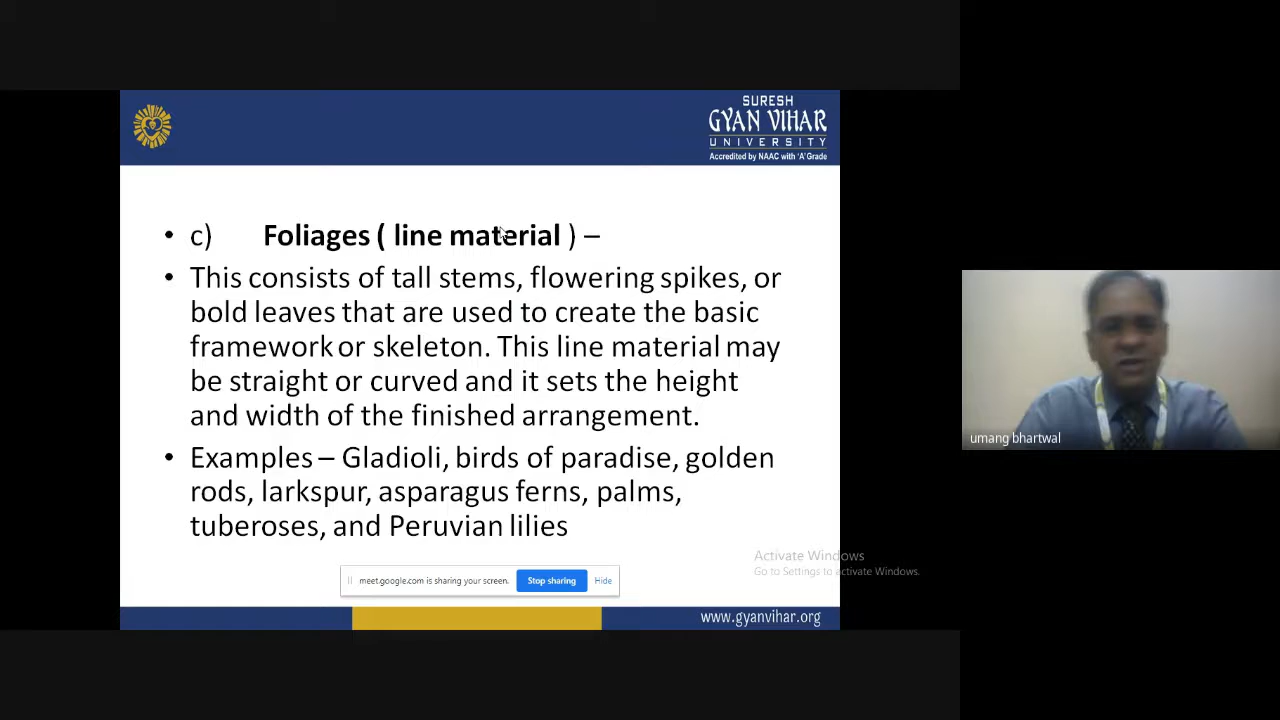 SURESH
GYAN VIHAR
UNIVERSITY
Accredited by NAAC with 'A' Grade
• c) Foliages ( line material ) –
• This consists of tall stems, flowering spikes, or
bold leaves that are used to create the basic
framework or skeleton. This line material may
be straight or curved and it sets the height
and width of the finished arrangement.
• Examples – Gladioli, birds of paradise, golden
rods, larkspur, asparagus ferns, palms,
tuberoses, and Peruvian lilies
umang bhartwal
Activate Windows
Go to Settings to activate Windows.
meet.google.com is sharing your screen. Stop sharing Hide
www.gyanvihar.org